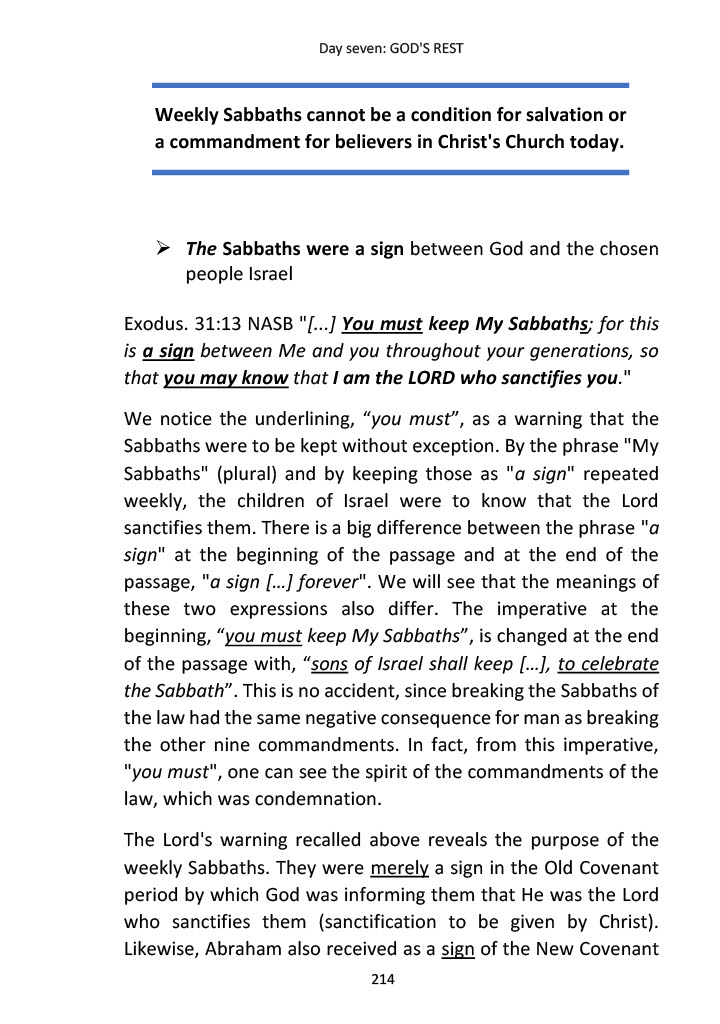 Day seven: GOD'S REST
Weekly Sabbaths cannot be a condition for salvation or
a commandment for believers in Christ's Church today.
➢ The Sabbaths were a sign between God and the chosen
people Israel
Exodus. 31:13 NASB "[...] You must keep My Sabbaths; for this
is a sign between Me and you throughout your generations, so
that you may know that I am the LORD who sanctifies you."
We notice the underlining, “you must”, as a warning that the
Sabbaths were to be kept without exception. By the phrase "My
Sabbaths" (plural) and by keeping those as "a sign" repeated
weekly, the children of Israel were to know that the Lord
sanctifies them. There is a big difference between the phrase "a
sign" at the beginning of the passage and at the end of the
passage, "a sign […] forever". We will see that the meanings of
these two expressions also differ. The imperative at the
beginning, “you must keep My Sabbaths”, is changed at the end
of the passage with, “sons of Israel shall keep […], to celebrate
the Sabbath”. This is no accident, since breaking the Sabbaths of
the law had the same negative consequence for man as breaking
the other nine commandments. In fact, from this imperative,
"you must", one can see the spirit of the commandments of the
law, which was condemnation.
The Lord's warning recalled above reveals the purpose of the
weekly Sabbaths. They were merely a sign in the Old Covenant
period by which God was informing them that He was the Lord
who sanctifies them (sanctification to be given by Christ).
Likewise, Abraham also received as a sign of the New Covenant
214